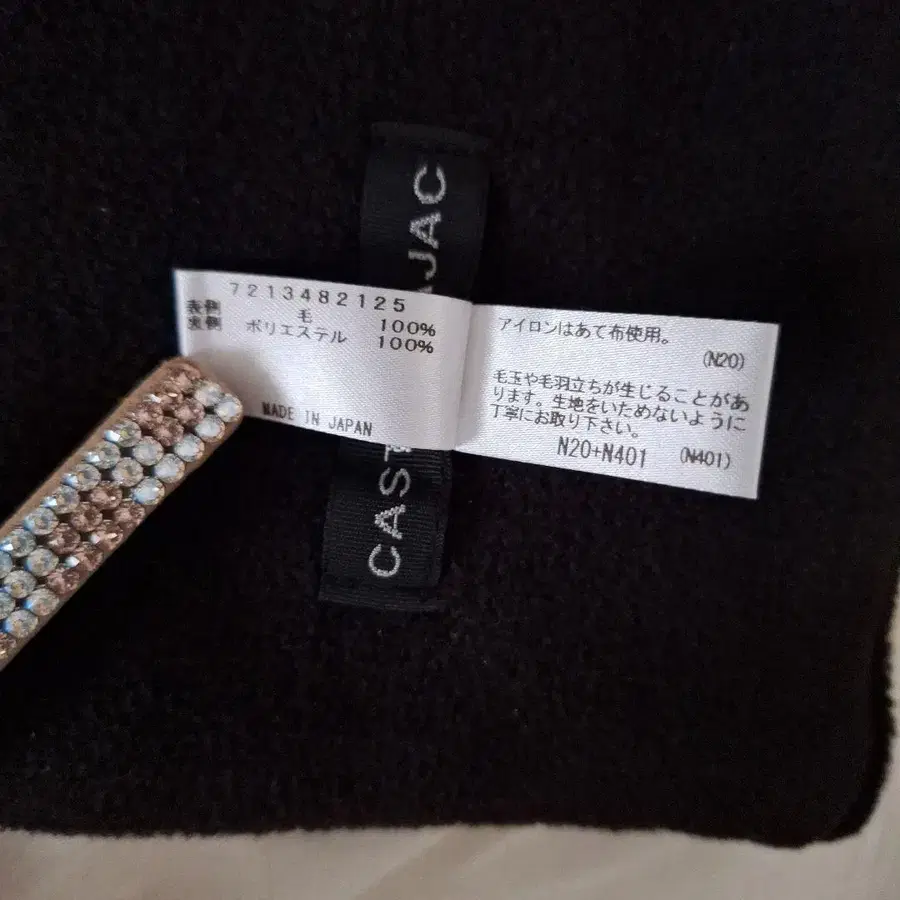 7213482125
表側 毛 100%
裏側 ポリエステル 100%
MADE IN JAPAN
アイロンはあて布使用。
(N20)
毛玉や毛羽立ちが生じることがあ
ります。生地をいためないように
丁寧にお取り下さい。
N20+N401 (N401)
CAST
JAC